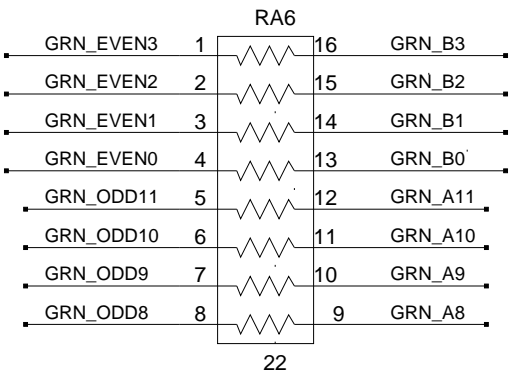 RA6
GRN_EVEN3 1 16 GRN_B3
GRN_EVEN2 2 15 GRN_B2
GRN_EVEN1 3 14 GRN_B1
GRN_EVEN0 4 13 GRN_B0
GRN_ODD11 5 12 GRN_A11
GRN_ODD10 6 11 GRN_A10
GRN_ODD9 7 10 GRN_A9
GRN_ODD8 8 9 GRN_A8
22